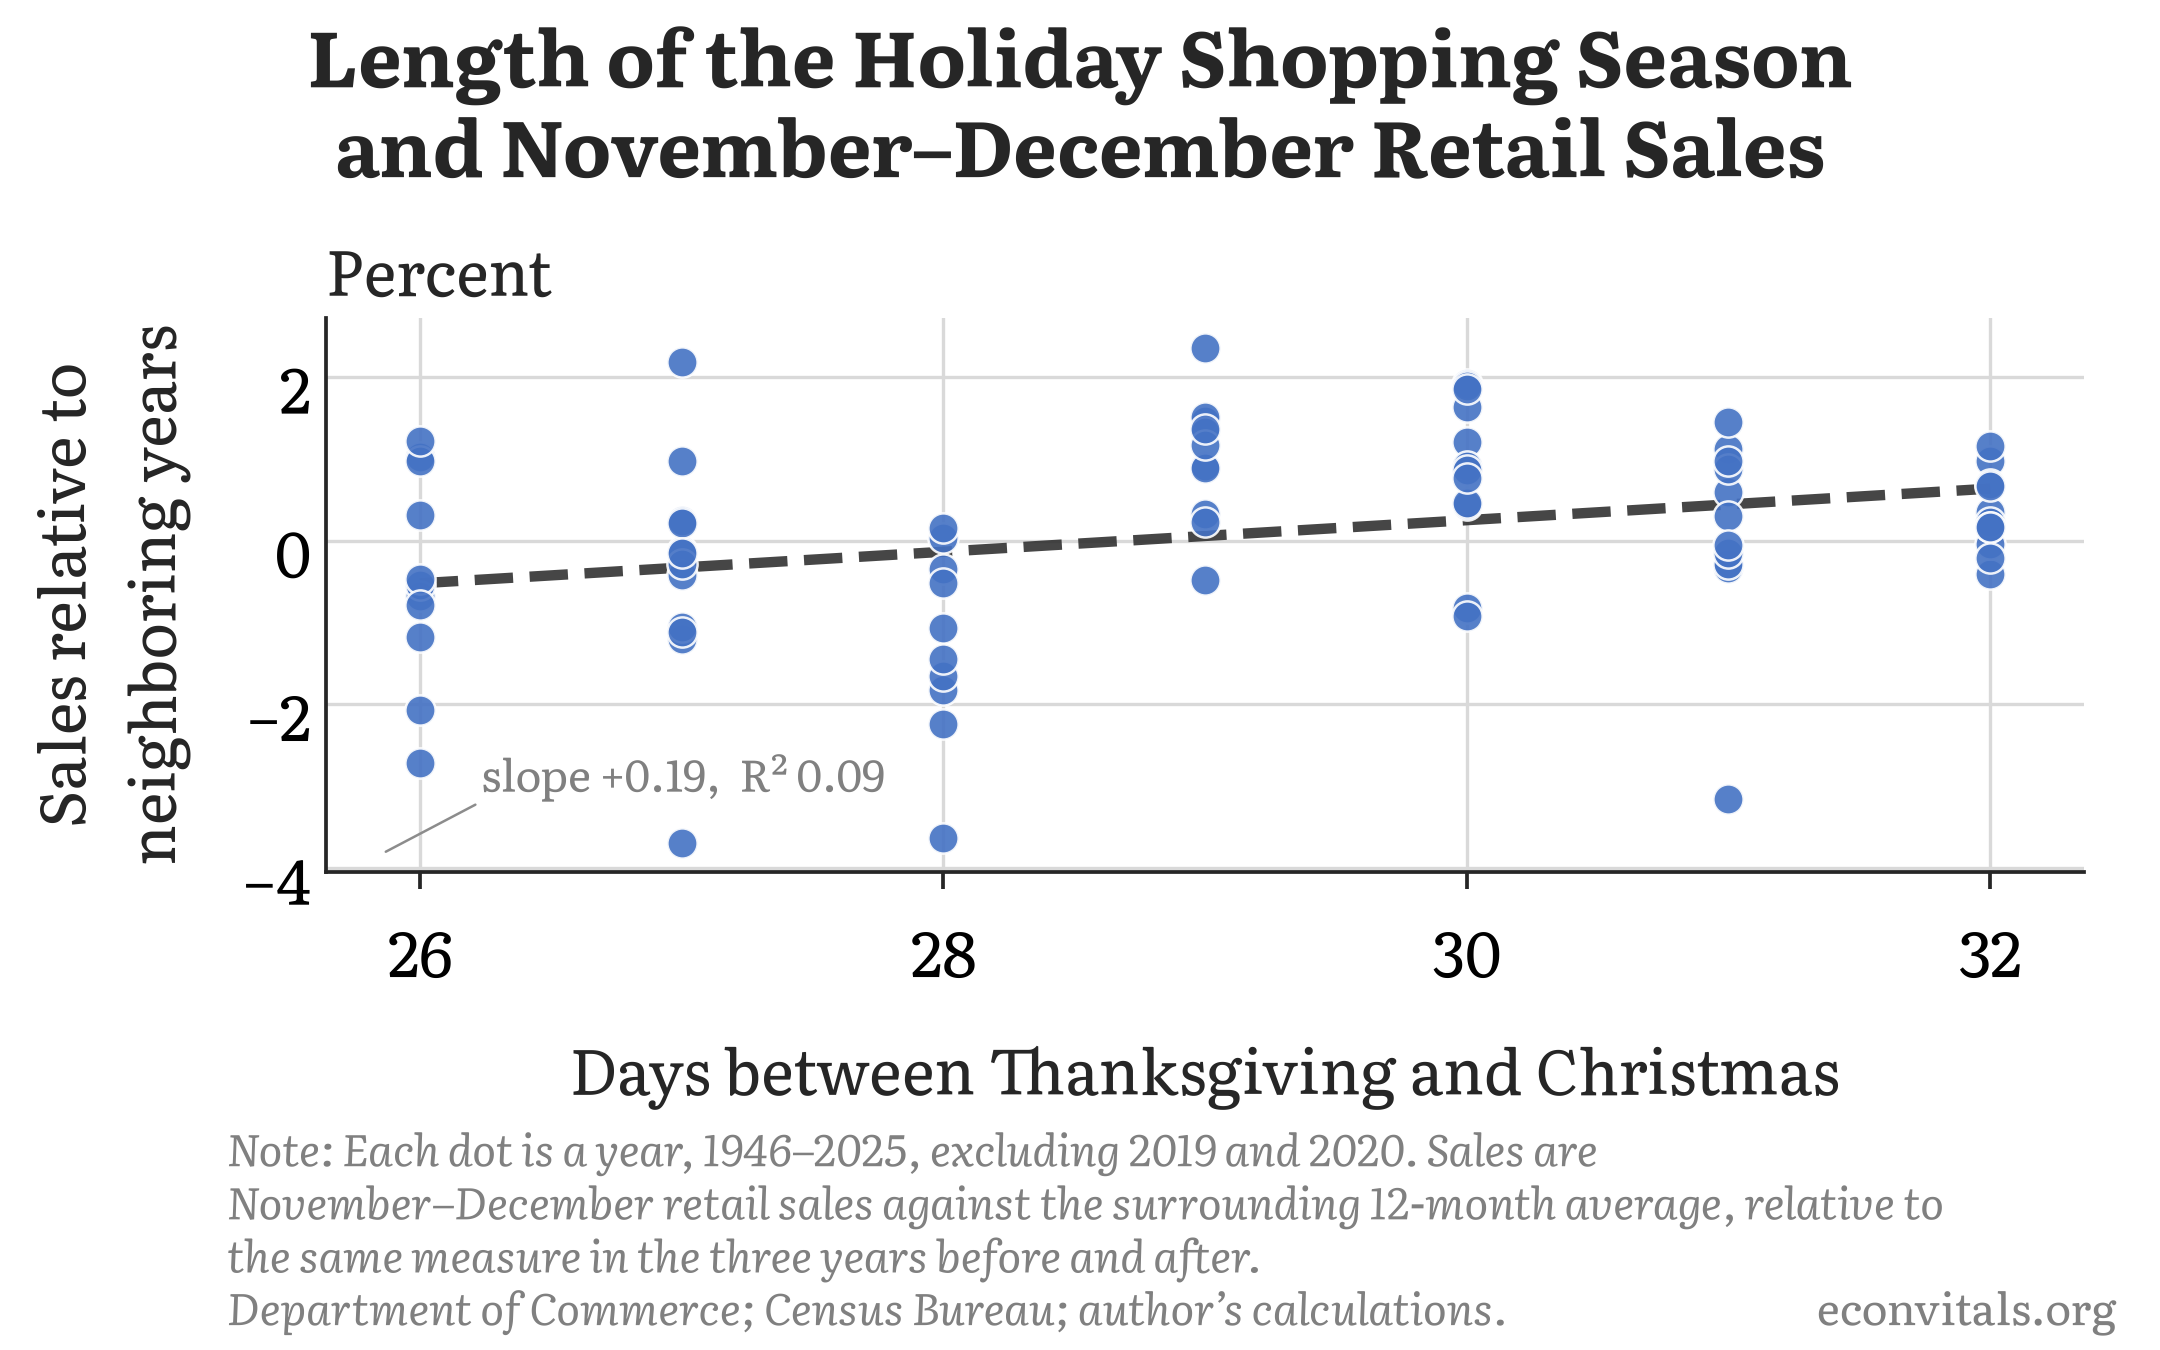 Length of the Holiday Shopping Season
and November–December Retail Sales
Percent
Sales relative to
neighboring years
2
0
−2
−4
slope +0.19, R² 0.09
26
28
30
32
Days between Thanksgiving and Christmas
Note: Each dot is a year, 1946–2025, excluding 2019 and 2020. Sales are
November–December retail sales against the surrounding 12-month average, relative to
the same measure in the three years before and after.
Department of Commerce; Census Bureau; author’s calculations.
econvitals.org